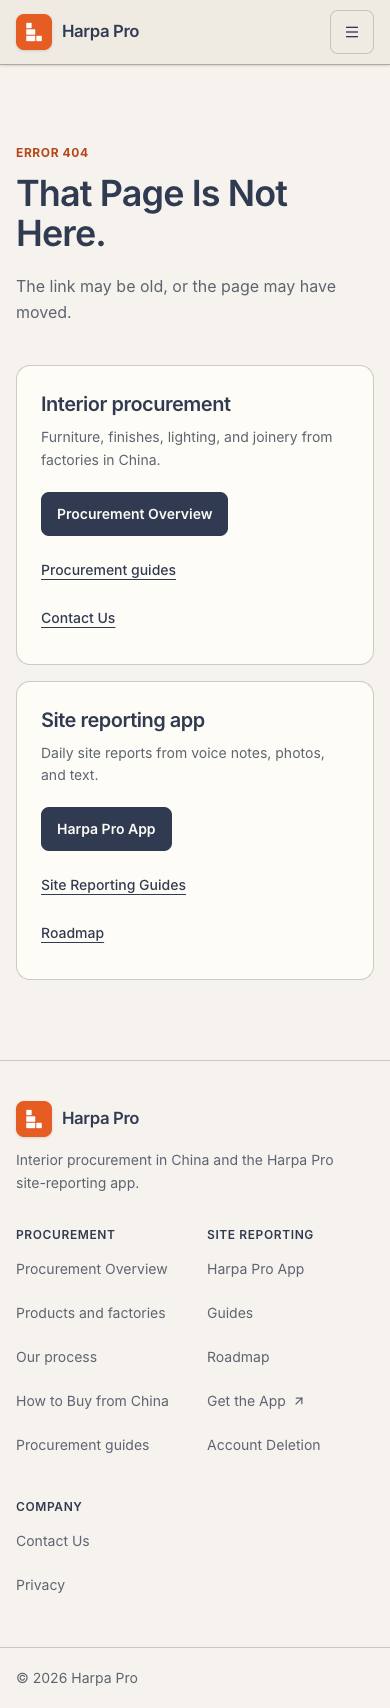 Harpa Pro
ERROR 404
That Page Is Not
Here.
The link may be old, or the page may have
moved.
Interior procurement
Furniture, finishes, lighting, and joinery from
factories in China.
Procurement Overview
Procurement guides
Contact Us
Site reporting app
Daily site reports from voice notes, photos,
and text.
Harpa Pro App
Site Reporting Guides
Roadmap
Harpa Pro
Interior procurement in China and the Harpa Pro
site-reporting app.
PROCUREMENT
Procurement Overview
Products and factories
Our process
How to Buy from China
Procurement guides
SITE REPORTING
Harpa Pro App
Guides
Roadmap
Get the App
Account Deletion
COMPANY
Contact Us
Privacy
© 2026 Harpa Pro